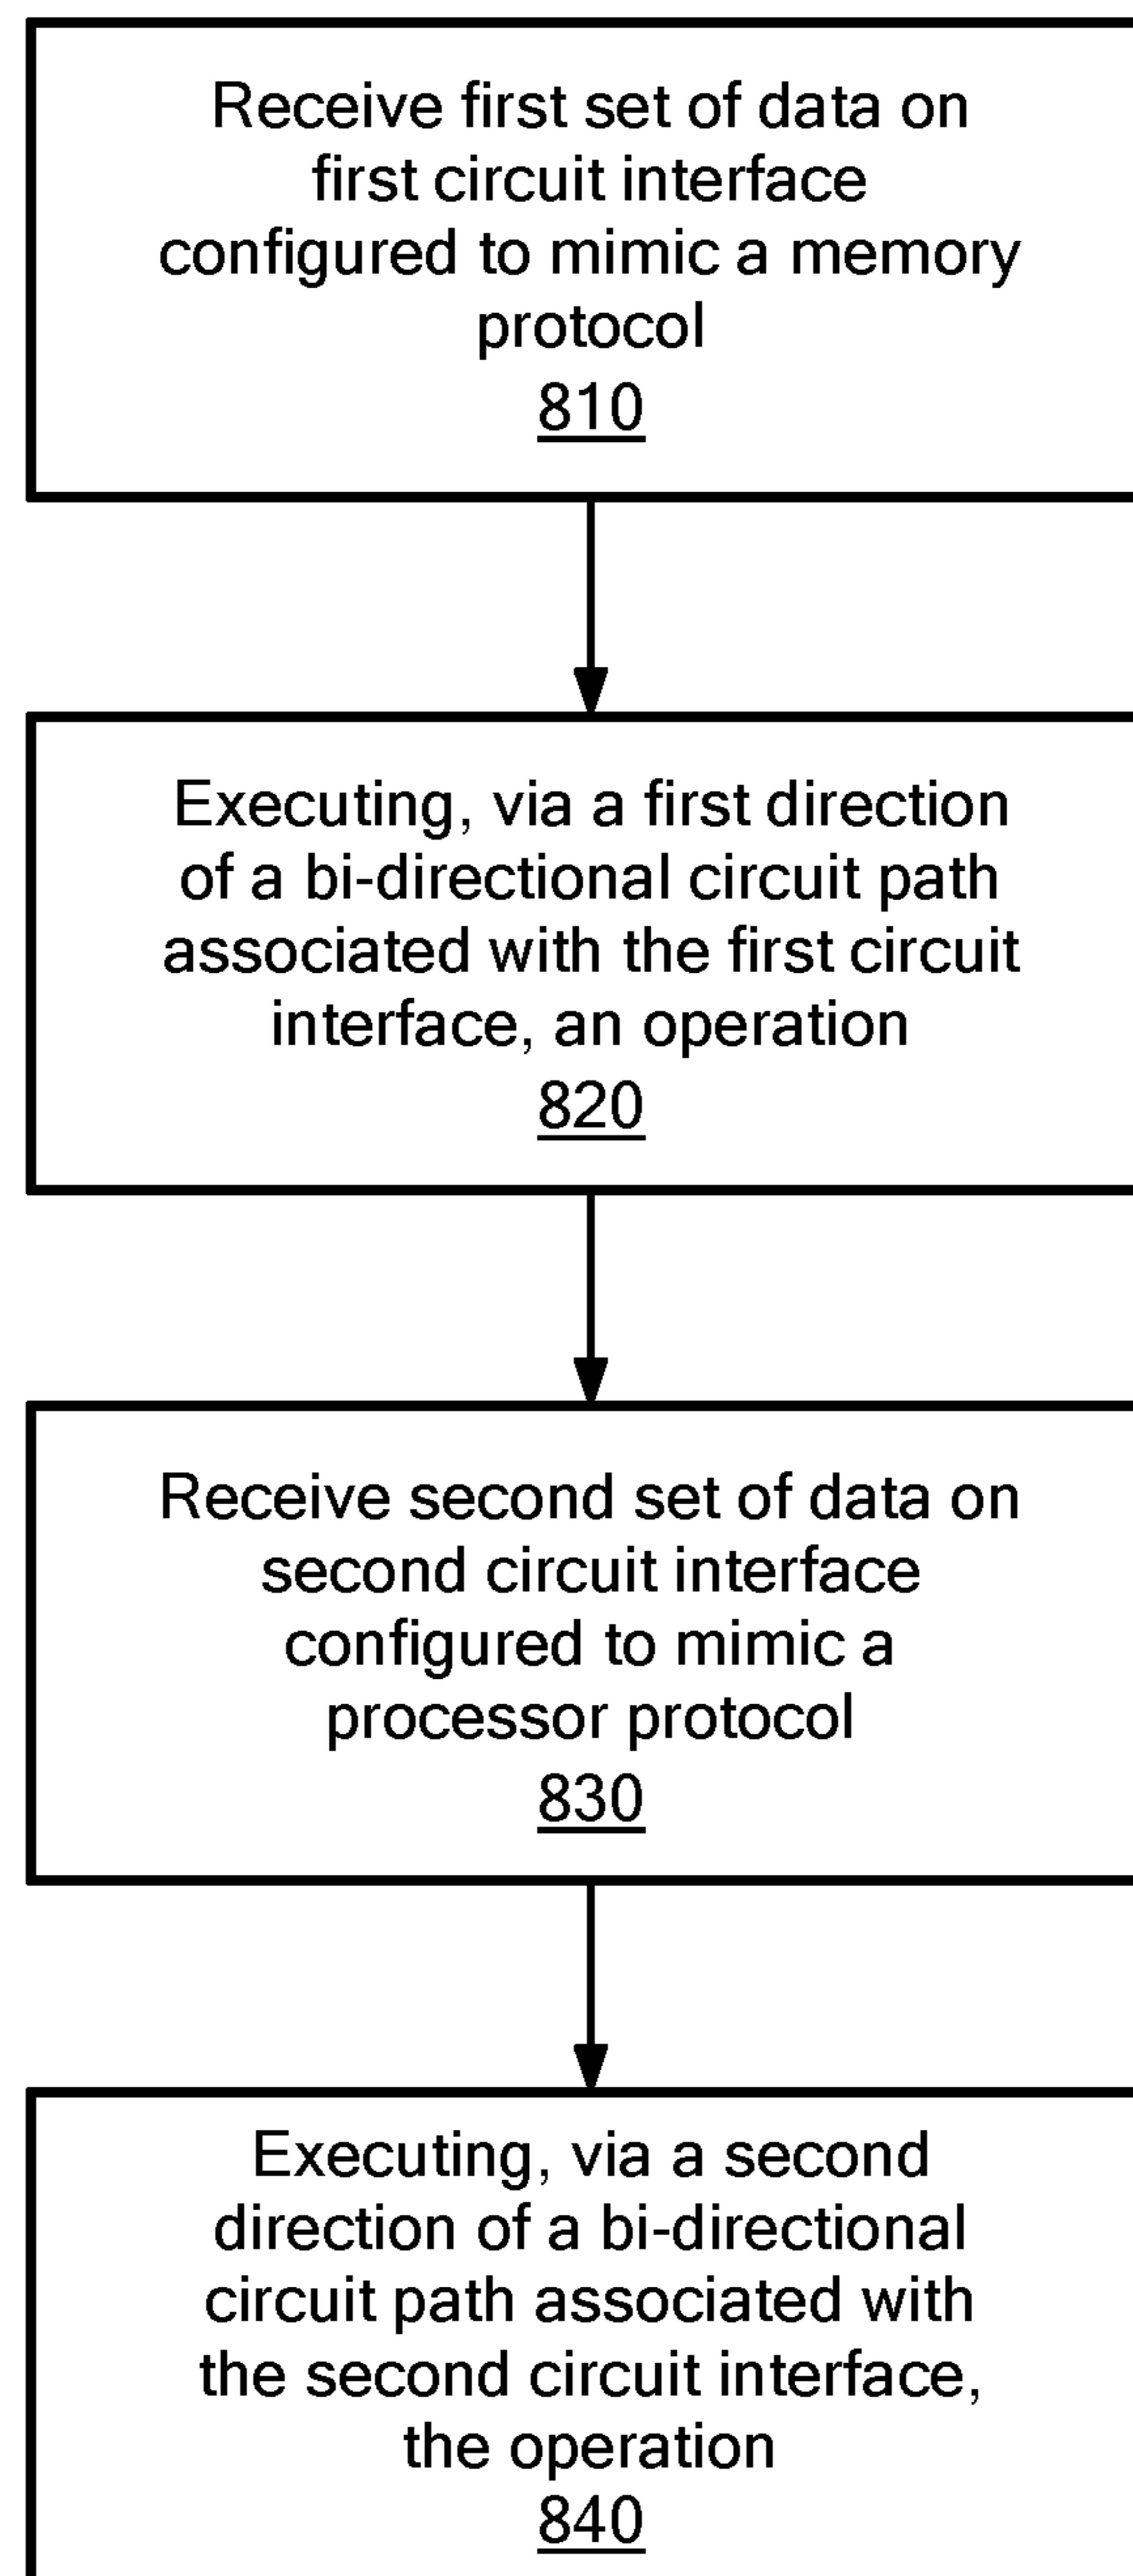 Receive first set of data on
first circuit interface
configured to mimic a memory
protocol
810
Executing, via a first direction
of a bi-directional circuit path
associated with the first circuit
interface, an operation
820
Receive second set of data on
second circuit interface
configured to mimic a
processor protocol
830
Executing, via a second
direction of a bi-directional
circuit path associated with
the second circuit interface,
the operation
840